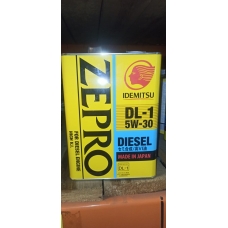 IDEMITSU
ZEPRO
DL-1
5W-30
DIESEL
MADE IN JAPAN
FOR DIESEL ENGINE
DL-1